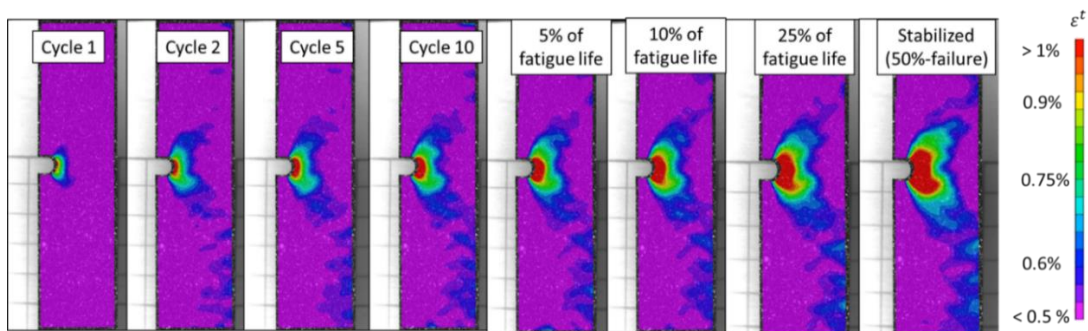 Cycle 1
Cycle 2
Cycle 5
Cycle 10
5% of
fatigue life
10% of
fatigue life
25% of
fatigue life
Stabilized
(50%-failure)
εᵗ
> 1%
0.9%
0.75%
0.6%
< 0.5 %